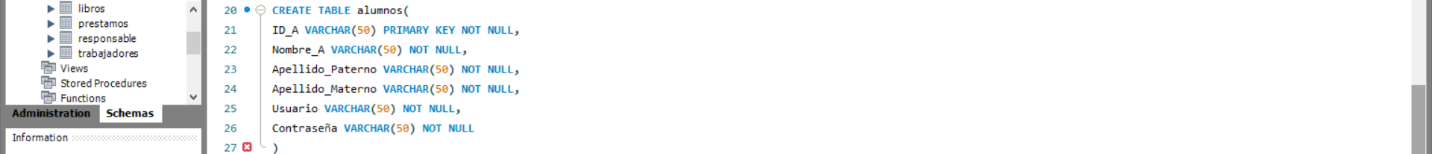 libros
prestamos
responsable
trabajadores
Views
Stored Procedures
Functions
Administration Schemas
Information
20 CREATE TABLE alumnos(
21 ID_A VARCHAR(50) PRIMARY KEY NOT NULL,
22 Nombre_A VARCHAR(50) NOT NULL,
23 Apellido_Paterno VARCHAR(50) NOT NULL,
24 Apellido_Materno VARCHAR(50) NOT NULL,
25 Usuario VARCHAR(50) NOT NULL,
26 Contraseña VARCHAR(50) NOT NULL
27 )